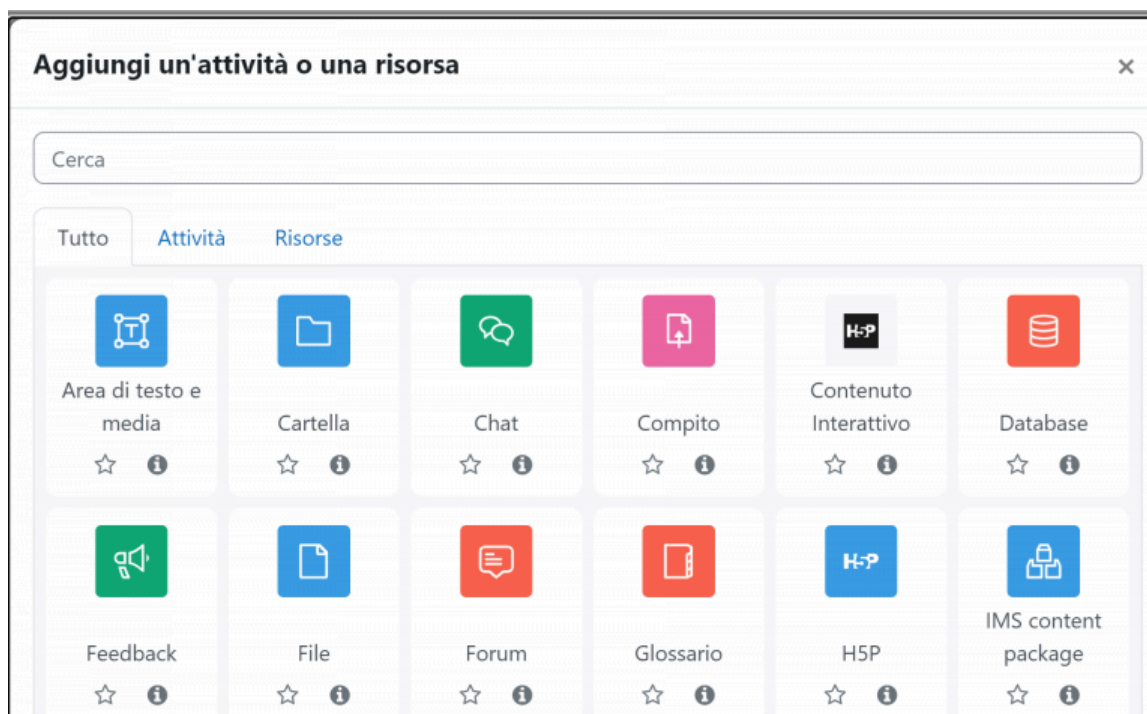 Aggiungi un'attività o una risorsa
×
Cerca
Tutto Attività Risorse
H5P
Area di testo e
media
Cartella
Chat
Compito
Contenuto
Interattivo
Database
H5P
Feedback
File
Forum
Glossario
H5P
IMS content
package